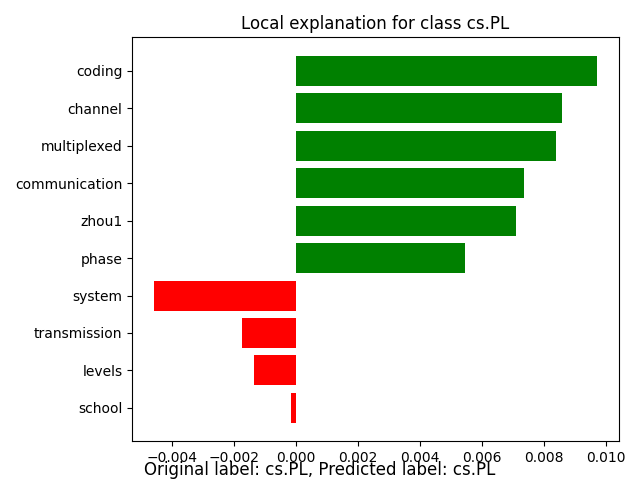 Local explanation for class cs.PL
coding
channel
multiplexed
communication
zhou1
phase
system
transmission
levels
school
−0.004 −0.002 0.000 0.002 0.004 0.006 0.008 0.010
Original label: cs.PL, Predicted label: cs.PL